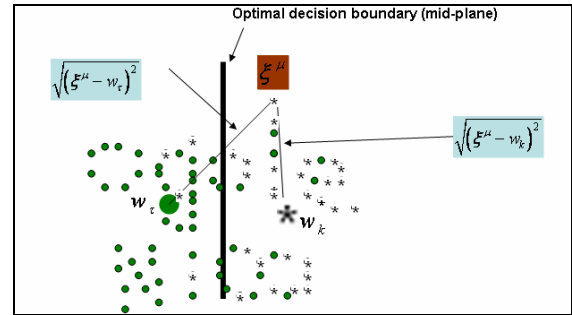 Optimal decision boundary (mid-plane)
ξ^μ
√(ξ^μ − w_τ)²
√(ξ^μ − w_k)²
w_τ
w_k